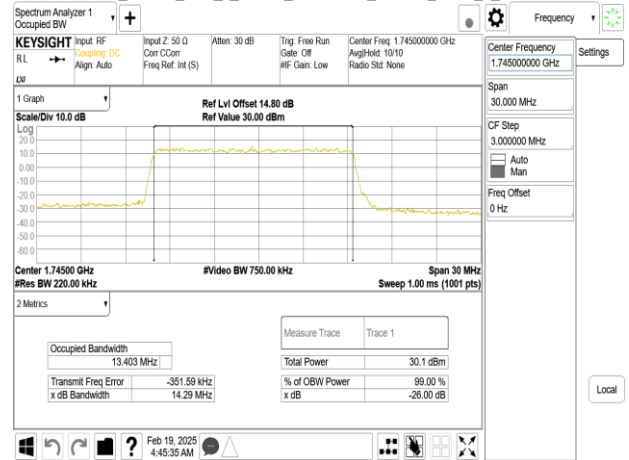 Spectrum Analyzer 1
Occupied BW
Frequency
KEYSIGHT
RL
Input: RF
Coupling: DC
Align: Auto
Input Z: 50 Ω
Corr CCorr
Freq Ref: Int (S)
Atten: 30 dB
Trig: Free Run
Gate: Off
#IF Gain: Low
Center Freq: 1.745000000 GHz
Avg|Hold: 10/10
Radio Std: None
Center Frequency
1.745000000 GHz
Settings
Span
30.000 MHz
CF Step
3.000000 MHz
Auto
Man
Freq Offset
0 Hz
Local
1 Graph
Scale/Div 10.0 dB
Ref Lvl Offset 14.80 dB
Ref Value 30.00 dBm
Log
20.0
10.0
0.00
-10.0
-20.0
-30.0
-40.0
-50.0
-60.0
Center 1.74500 GHz
#Video BW 750.00 kHz
Span 30 MHz
#Res BW 220.00 kHz
Sweep 1.00 ms (1001 pts)
2 Metrics
Measure Trace
Trace 1
Occupied Bandwidth
13.403 MHz
Total Power
30.1 dBm
Transmit Freq Error
-351.59 kHz
% of OBW Power
99.00 %
x dB Bandwidth
14.29 MHz
x dB
-26.00 dB
?
Feb 19, 2025
4:45:35 AM